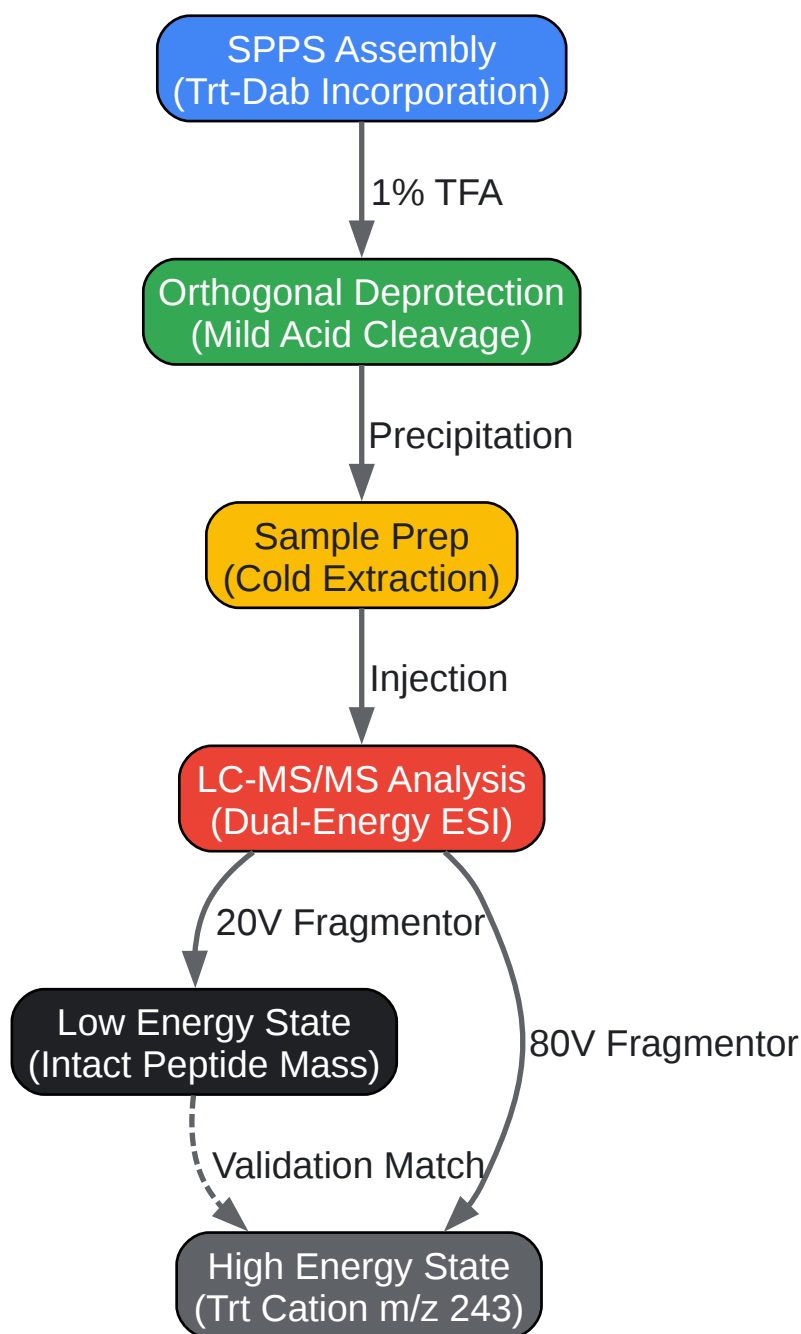 SPPS Assembly
(Trt-Dab Incorporation)
1% TFA
Orthogonal Deprotection
(Mild Acid Cleavage)
Precipitation
Sample Prep
(Cold Extraction)
Injection
LC-MS/MS Analysis
(Dual-Energy ESI)
20V Fragmentor
Low Energy State
(Intact Peptide Mass)
80V Fragmentor
Validation Match
High Energy State
(Trt Cation m/z 243)